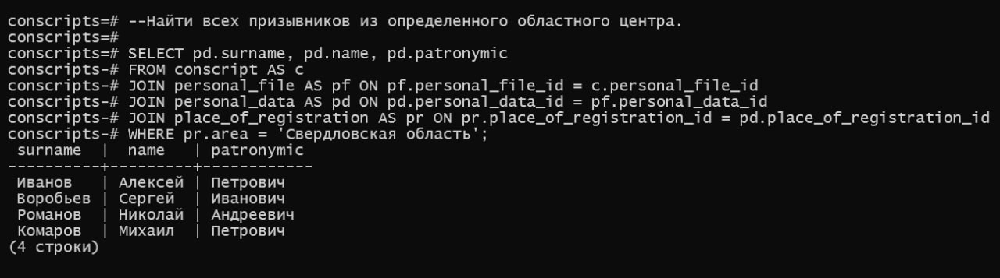 conscripts=# --Найти всех призывников из определенного областного центра.
conscripts=#
conscripts=# SELECT pd.surname, pd.name, pd.patronymic
conscripts-# FROM conscript AS c
conscripts-# JOIN personal_file AS pf ON pf.personal_file_id = c.personal_file_id
conscripts-# JOIN personal_data AS pd ON pd.personal_data_id = pf.personal_data_id
conscripts-# JOIN place_of_registration AS pr ON pr.place_of_registration_id = pd.place_of_registration_id
conscripts-# WHERE pr.area = 'Свердловская область';
 surname  |  name   | patronymic
----------+---------+------------
 Иванов   | Алексей | Петрович
 Воробьев | Сергей  | Иванович
 Романов  | Николай | Андреевич
 Комаров  | Михаил  | Петрович
(4 строки)